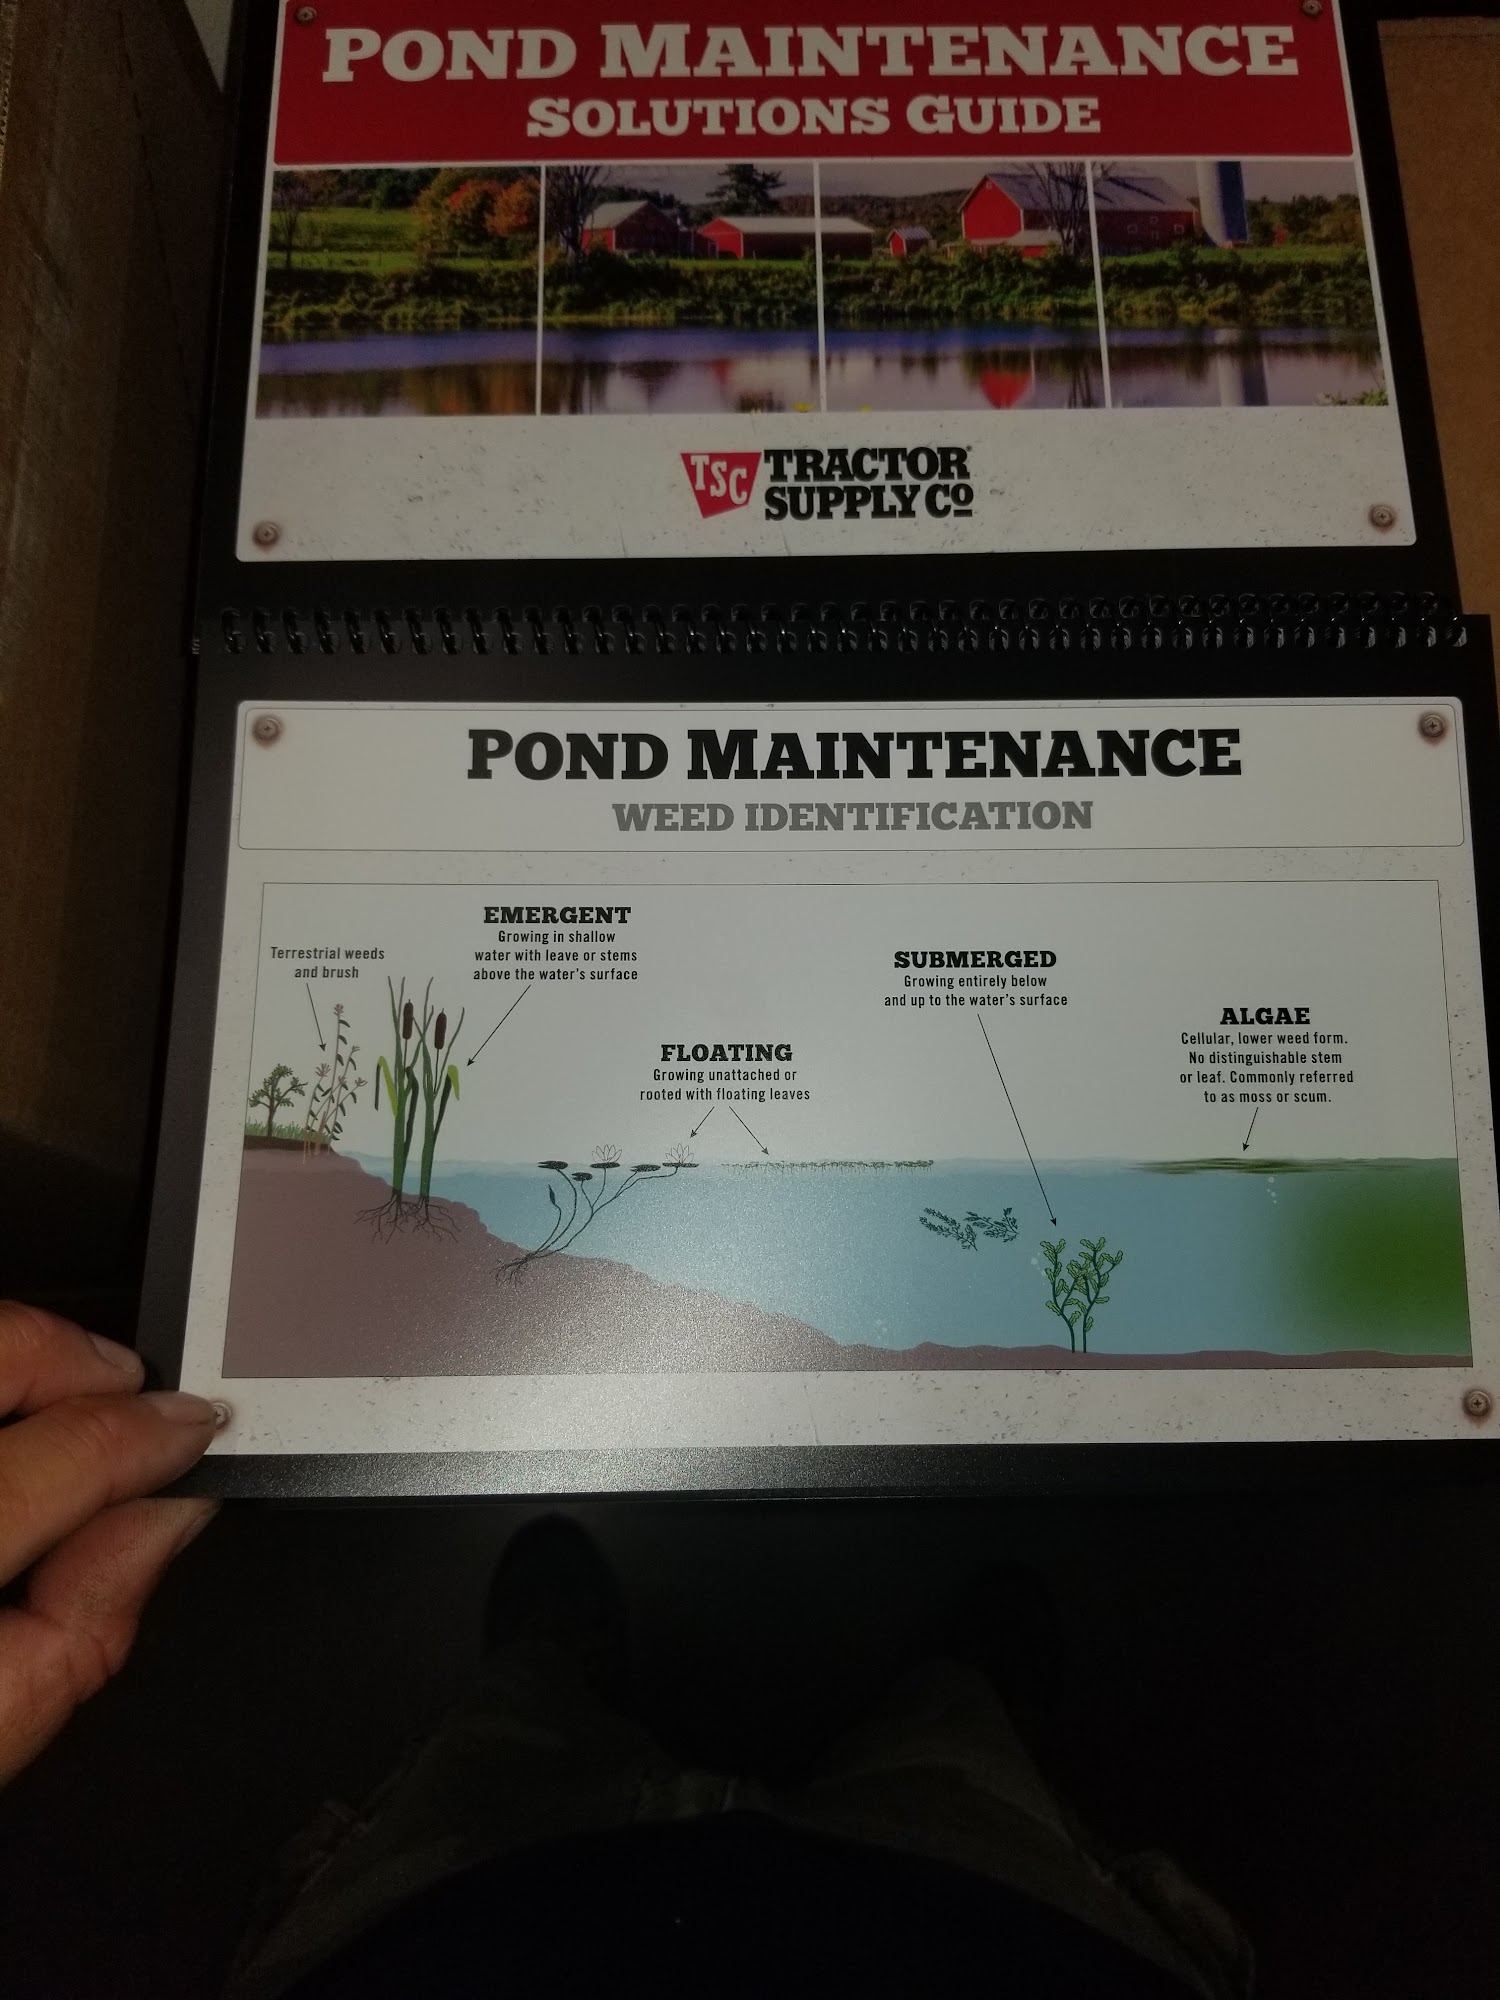 POND MAINTENANCE
SOLUTIONS GUIDE
TSC TRACTOR
SUPPLY CO
POND MAINTENANCE
WEED IDENTIFICATION
Terrestrial weeds
and brush
EMERGENT
Growing in shallow
water with leave or stems
above the water's surface
FLOATING
Growing unattached or
rooted with floating leaves
SUBMERGED
Growing entirely below
and up to the water's surface
ALGAE
Cellular, lower weed form.
No distinguishable stem
or leaf. Commonly referred
to as moss or scum.